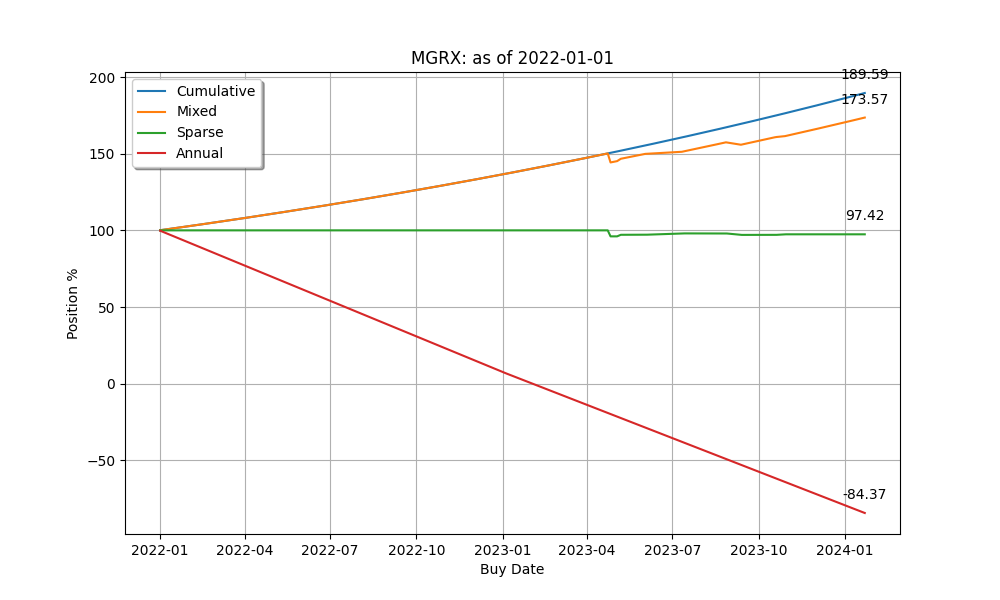 MGRX: as of 2022-01-01
200
150
100
50
0
−50
Position %
Cumulative
Mixed
Sparse
Annual
189.59
173.57
97.42
-84.37
2022-01 2022-04 2022-07 2022-10 2023-01 2023-04 2023-07 2023-10 2024-01
Buy Date